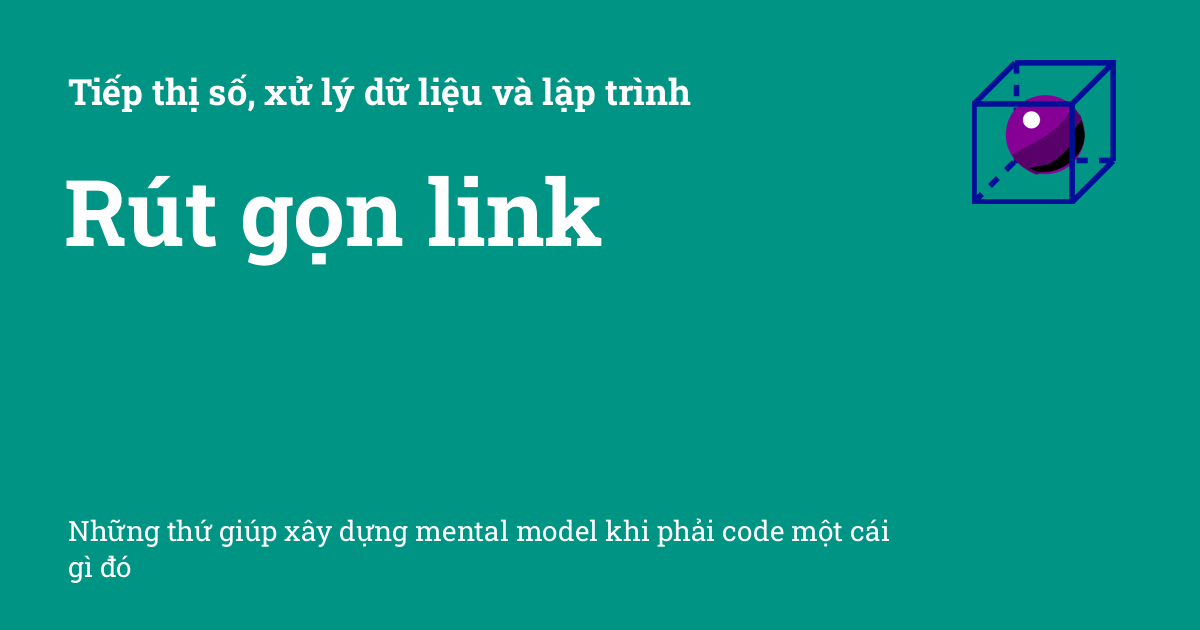 Tiếp thị số, xử lý dữ liệu và lập trình
Rút gọn link
Những thứ giúp xây dựng mental model khi phải code một cái
gì đó